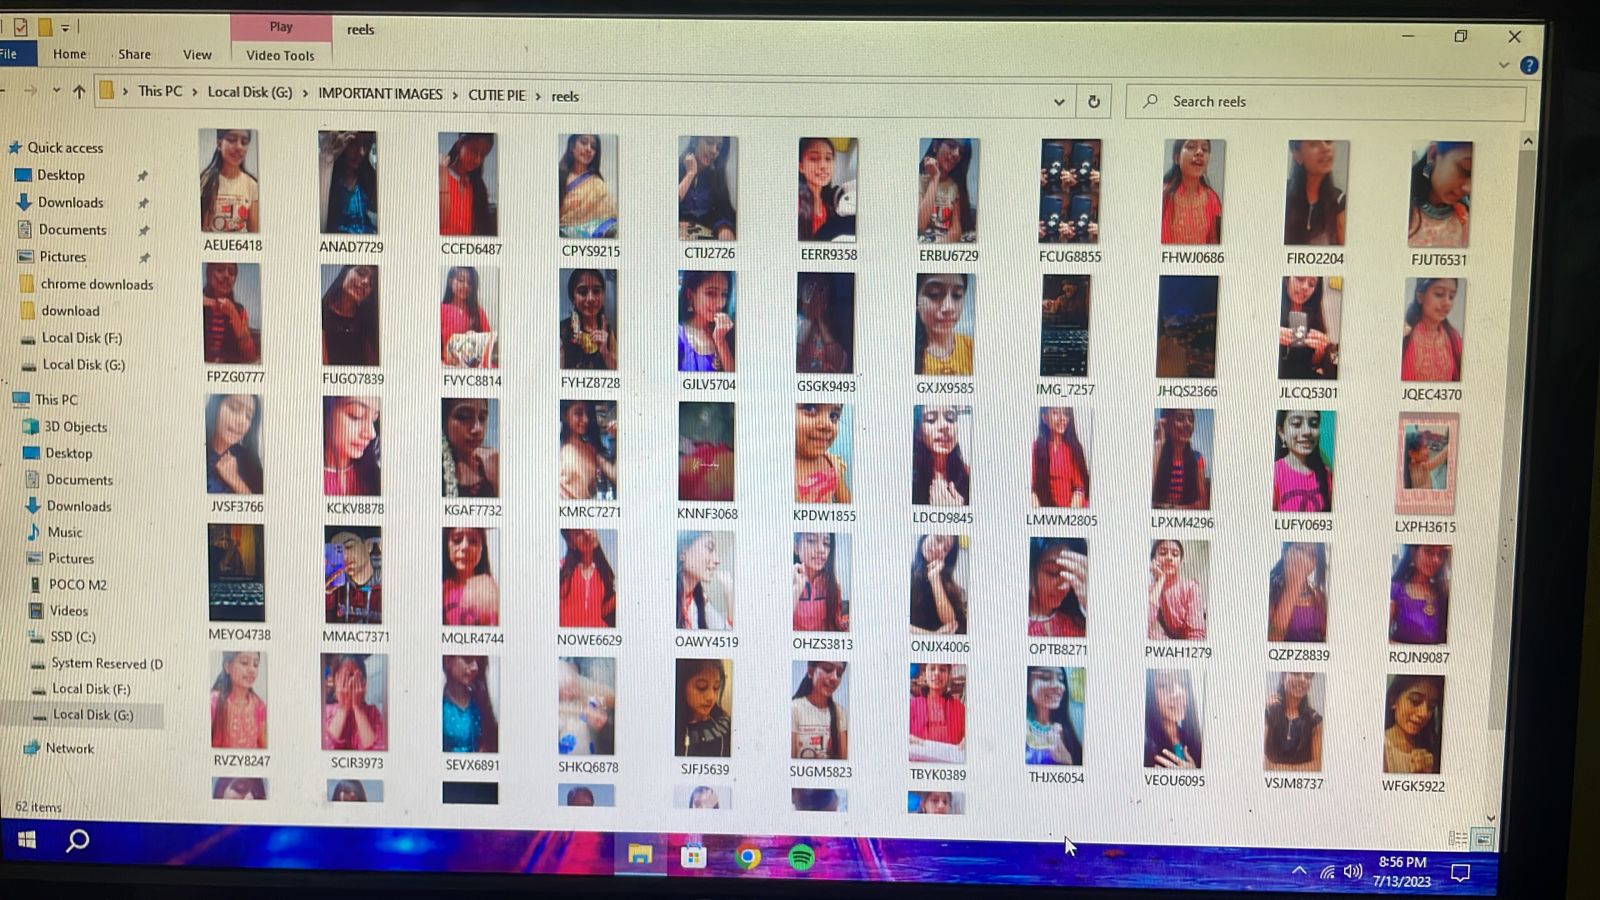 Play
reels
File
Home
Share
View
Video Tools
This PC
Local Disk (G:)
IMPORTANT IMAGES
CUTIE PIE
reels
Search reels
Quick access
Desktop
Downloads
Documents
Pictures
chrome downloads
download
Local Disk (F:)
Local Disk (G:)
This PC
3D Objects
Desktop
Documents
Downloads
Music
Pictures
POCO M2
Videos
SSD (C:)
System Reserved (D
Local Disk (F:)
Local Disk (G:)
Network
AEUE6418 ANAD7729 CCFD6487 CPYS9215 CTIJ2726 EERR9358 ERBU6729 FCUG8855 FHWJ0686 FIRO2204 FJUT6531
FPZG0777 FUGO7839 FVYC8814 FYHZ8728 GJLV5704 GSGK9493 GXJX9585 IMG_7257 JHQS2366 JLCQ5301 JQEC4370
JVSF3766 KCKV8878 KGAF7732 KMRC7271 KNNF3068 KPDW1855 LDCD9845 LMWM2805 LPXM4296 LUFY0693 LXPH3615
MEYO4738 MMAC7371 MQLR4744 NOWE6629 OAWY4519 OHZS3813 ONJX4006 OPTB8271 PWAH1279 QZPZ8839 RQJN9087
RVZY8247 SCIR3973 SEVX6891 SHKQ6878 SJFJ5639 SUGM5823 TBYK0389 THJX6054 VEOU6095 VSJM8737 WFGK5922
62 items
8:56 PM
7/13/2023